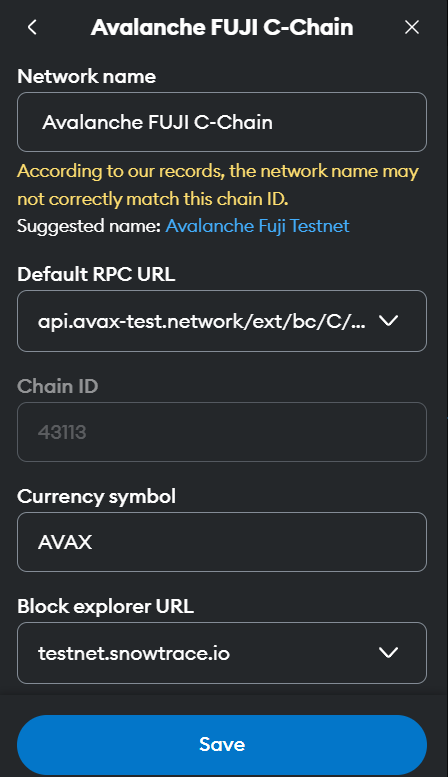 Avalanche FUJI C-Chain
Network name
Avalanche FUJI C-Chain
According to our records, the network name may
not correctly match this chain ID.
Suggested name: Avalanche Fuji Testnet
Default RPC URL
api.avax-test.network/ext/bc/C/...
Chain ID
43113
Currency symbol
AVAX
Block explorer URL
testnet.snowtrace.io
Save